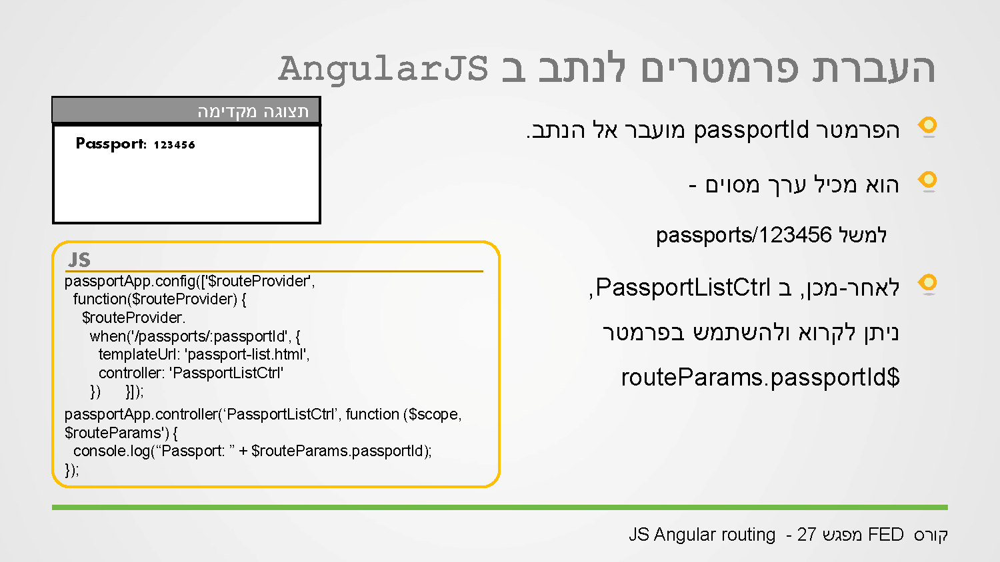 העברת פרמטרים לנתב ב AngularJS
תצוגה מקדימה
Passport: 123456
הפרמטר passportId מועבר אל הנתב.
הוא מכיל ערך מסוים -
למשל passports/123456
לאחר-מכן, ב PassportListCtrl,
ניתן לקרוא ולהשתמש בפרמטר
routeParams.passportId$
JS
passportApp.config(['$routeProvider',
function($routeProvider) {
$routeProvider.
when('/passports/:passportId', {
templateUrl: 'passport-list.html',
controller: 'PassportListCtrl'
}) }]);
passportApp.controller(‘PassportListCtrl’, function ($scope,
$routeParams') {
console.log(“Passport: ” + $routeParams.passportId);
});
קורס FED מפגש 27 - JS Angular routing